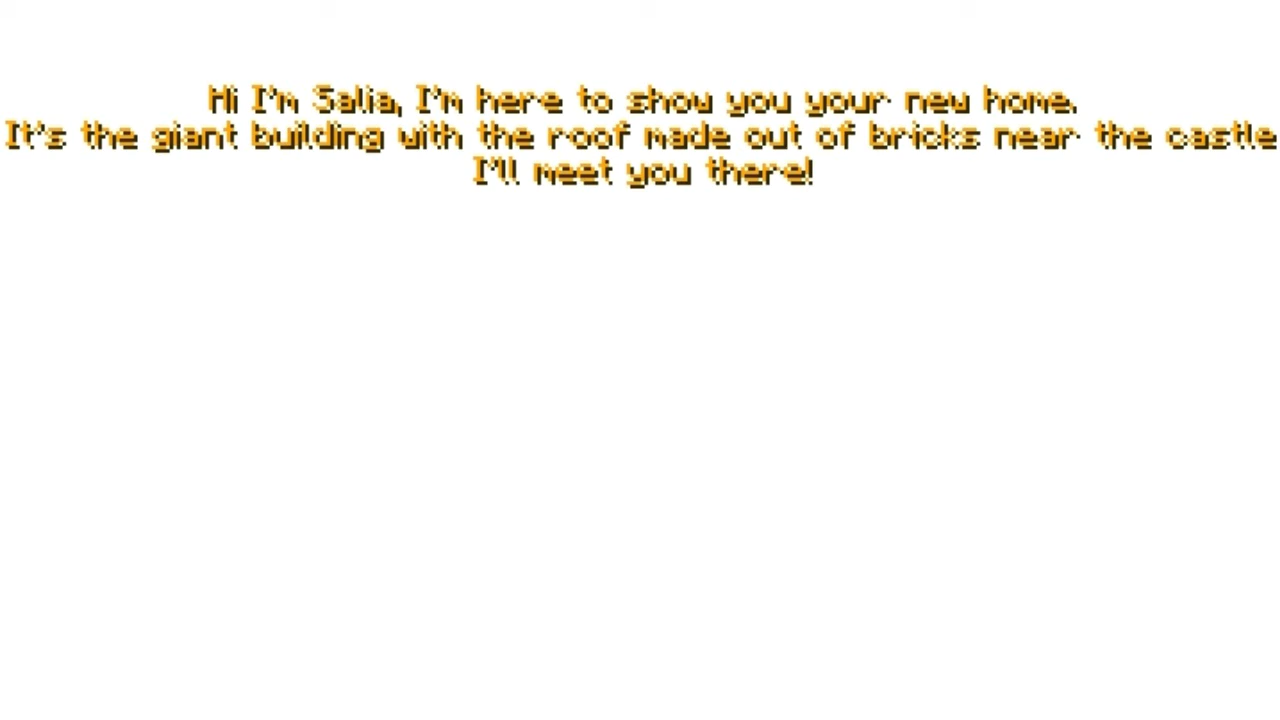 Hi I'm Salia, I'm here to show you your new home.
It's the giant building with the roof made out of bricks near the castle
I'll meet you there!